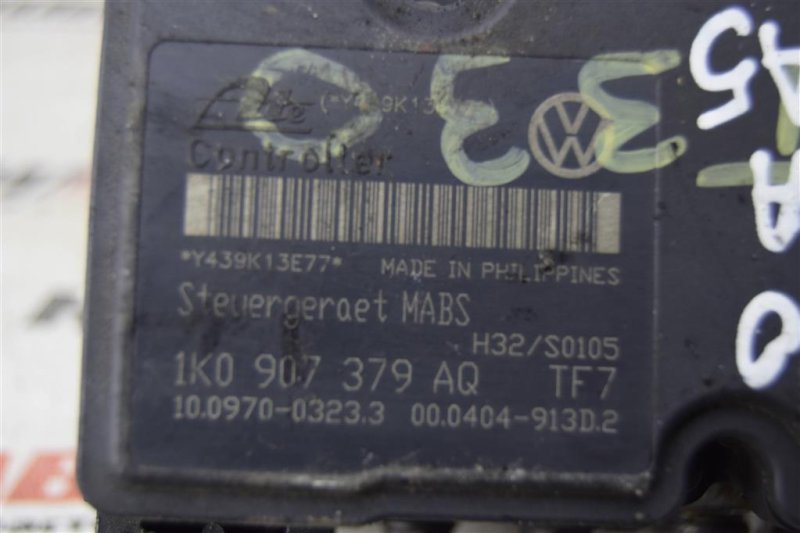 Controller
*Y439K13E77* MADE IN PHILIPPINES
Steuergeraet MABS
H32/S0105
1K0 907 379 AQ TF7
10.0970-0323.3 00.0404-913D.2